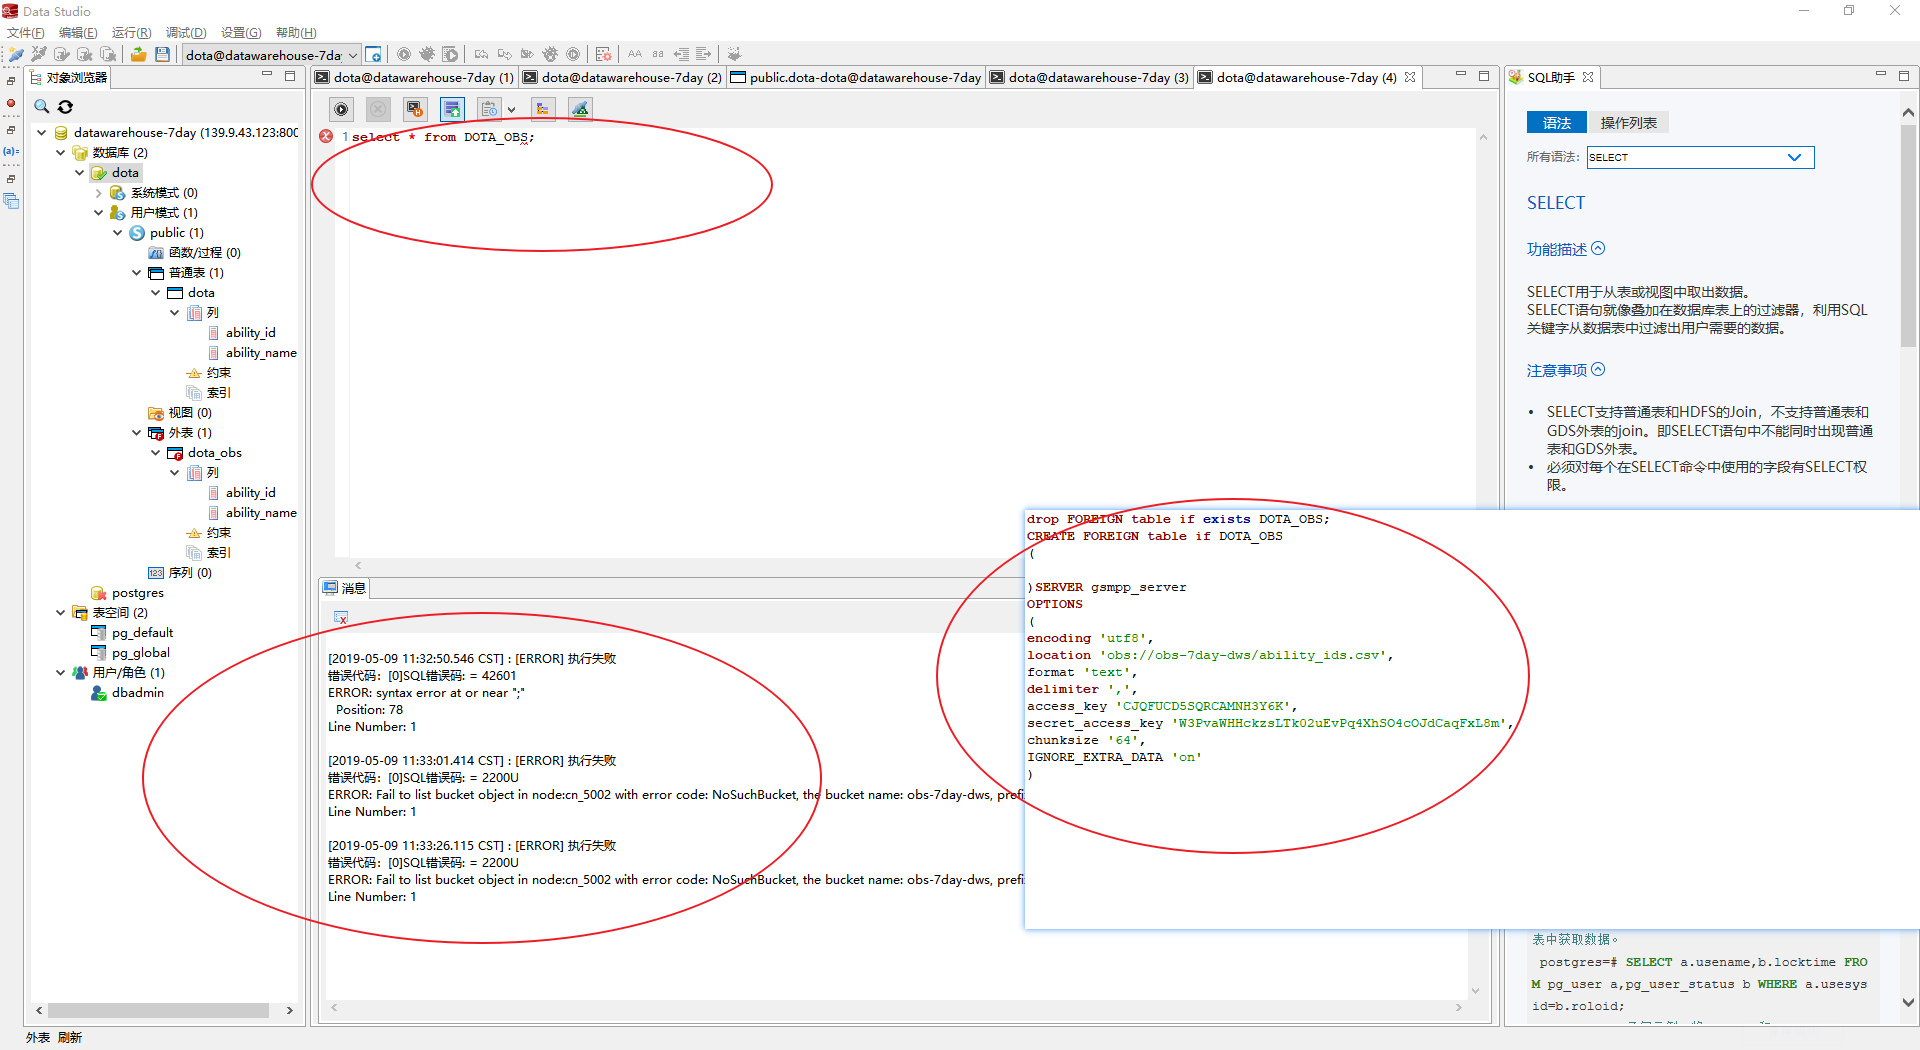 Data Studio
文件(F) 编辑(E) 运行(R) 调试(D) 设置(G) 帮助(H)
dota@datawarehouse-7day
对象浏览器
datawarehouse-7day (139.9.43.123:800
数据库 (2)
dota
系统模式 (0)
用户模式 (1)
public (1)
函数/过程 (0)
普通表 (1)
dota
列
ability_id
ability_name
约束
索引
视图 (0)
外表 (1)
dota_obs
列
ability_id
ability_name
约束
索引
序列 (0)
postgres
表空间 (2)
pg_default
pg_global
用户/角色 (1)
dbadmin
外表 刷新
dota@datawarehouse-7day (1) dota@datawarehouse-7day (2) public.dota-dota@datawarehouse-7day dota@datawarehouse-7day (3) dota@datawarehouse-7day (4)
1 select * from DOTA_OBS;
消息
[2019-05-09 11:32:50.546 CST] : [ERROR] 执行失败
错误代码: [0]SQL错误码: = 42601
ERROR: syntax error at or near ";"
Position: 78
Line Number: 1
[2019-05-09 11:33:01.414 CST] : [ERROR] 执行失败
错误代码: [0]SQL错误码: = 2200U
ERROR: Fail to list bucket object in node:cn_5002 with error code: NoSuchBucket, the bucket name: obs-7day-dws, prefi
Line Number: 1
[2019-05-09 11:33:26.115 CST] : [ERROR] 执行失败
错误代码: [0]SQL错误码: = 2200U
ERROR: Fail to list bucket object in node:cn_5002 with error code: NoSuchBucket, the bucket name: obs-7day-dws, prefi
Line Number: 1
drop FOREIGN table if exists DOTA_OBS;
CREATE FOREIGN table if DOTA_OBS
(
)SERVER gsmpp_server
OPTIONS
(
encoding 'utf8',
location 'obs://obs-7day-dws/ability_ids.csv',
format 'text',
delimiter ',',
access_key 'CJQFUCD5SQRCAMNH3Y6K',
secret_access_key 'W3PvaWHHckzsLTk02uEvPq4XhSO4cOJdCaqFxL8m',
chunksize '64',
IGNORE_EXTRA_DATA 'on'
)
SQL助手
语法 操作列表
所有语法: SELECT
SELECT
功能描述
SELECT用于从表或视图中取出数据。
SELECT语句就像叠加在数据库表上的过滤器，利用SQL
关键字从数据表中过滤出用户需要的数据。
注意事项
• SELECT支持普通表和HDFS的Join，不支持普通表和
GDS外表的join。即SELECT语句中不能同时出现普通
表和GDS外表。
• 必须对每个在SELECT命令中使用的字段有SELECT权
限。
表中获取数据。
postgres=# SELECT a.usename,b.locktime FRO
M pg_user a,pg_user_status b WHERE a.usesys
id=b.roloid;